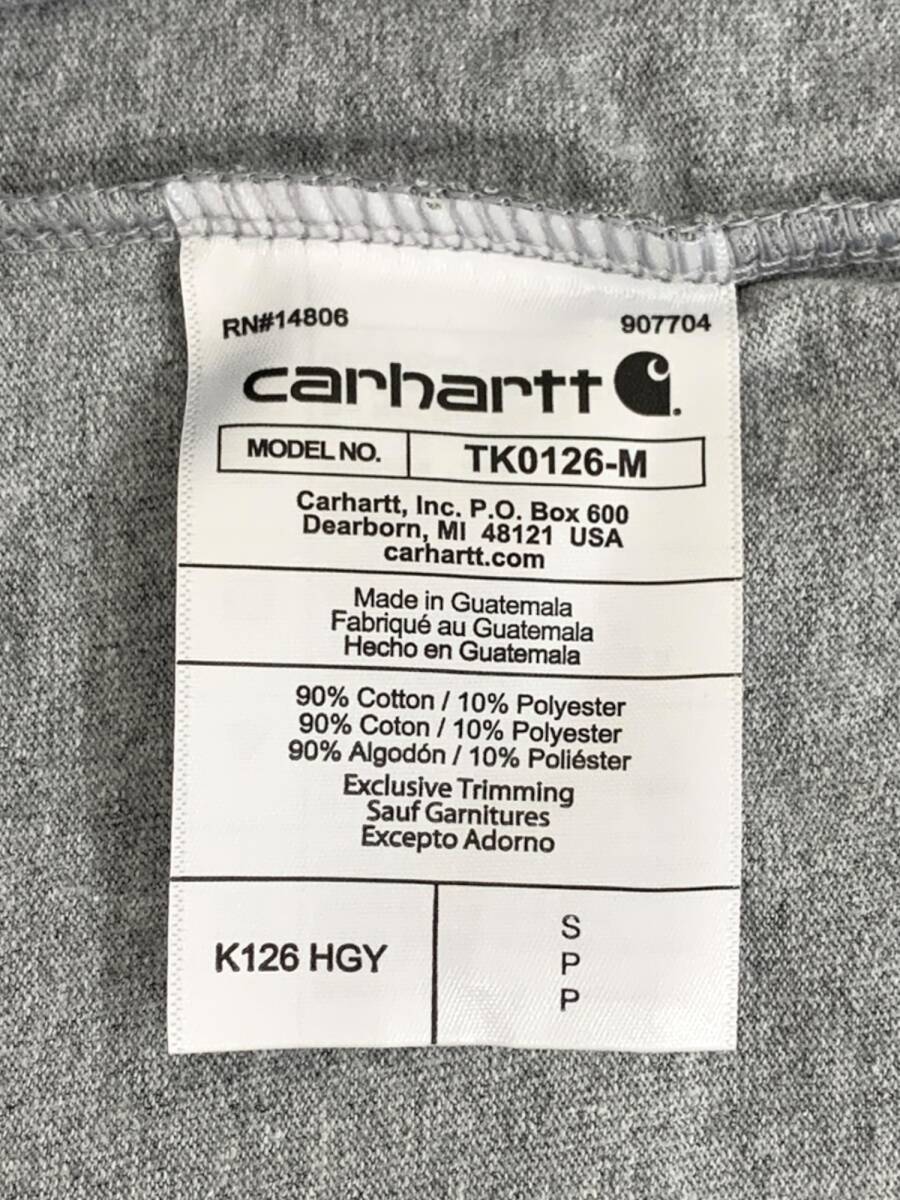 RN#14806 907704
carhartt
MODEL NO. TK0126-M
Carhartt, Inc. P.O. Box 600
Dearborn, MI 48121 USA
carhartt.com
Made in Guatemala
Fabriqué au Guatemala
Hecho en Guatemala
90% Cotton / 10% Polyester
90% Coton / 10% Polyester
90% Algodón / 10% Poliéster
Exclusive Trimming
Sauf Garnitures
Excepto Adorno
K126 HGY
S
P
P